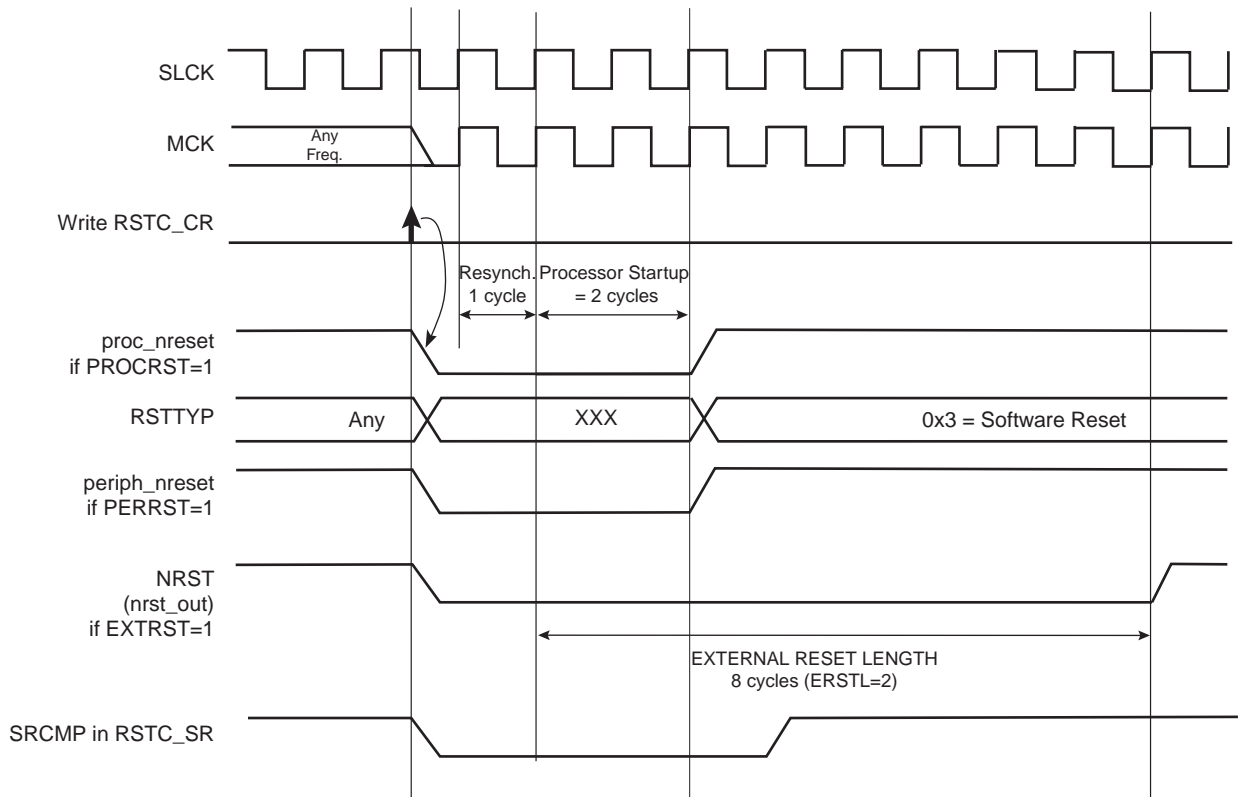 SLCK
MCK
Any
Freq.
Write RSTC_CR
Resynch.
1 cycle
Processor Startup
= 2 cycles
proc_nreset
if PROCRST=1
RSTTYP
Any
XXX
0x3 = Software Reset
periph_nreset
if PERRST=1
NRST
(nrst_out)
if EXTRST=1
EXTERNAL RESET LENGTH
8 cycles (ERSTL=2)
SRCMP in RSTC_SR